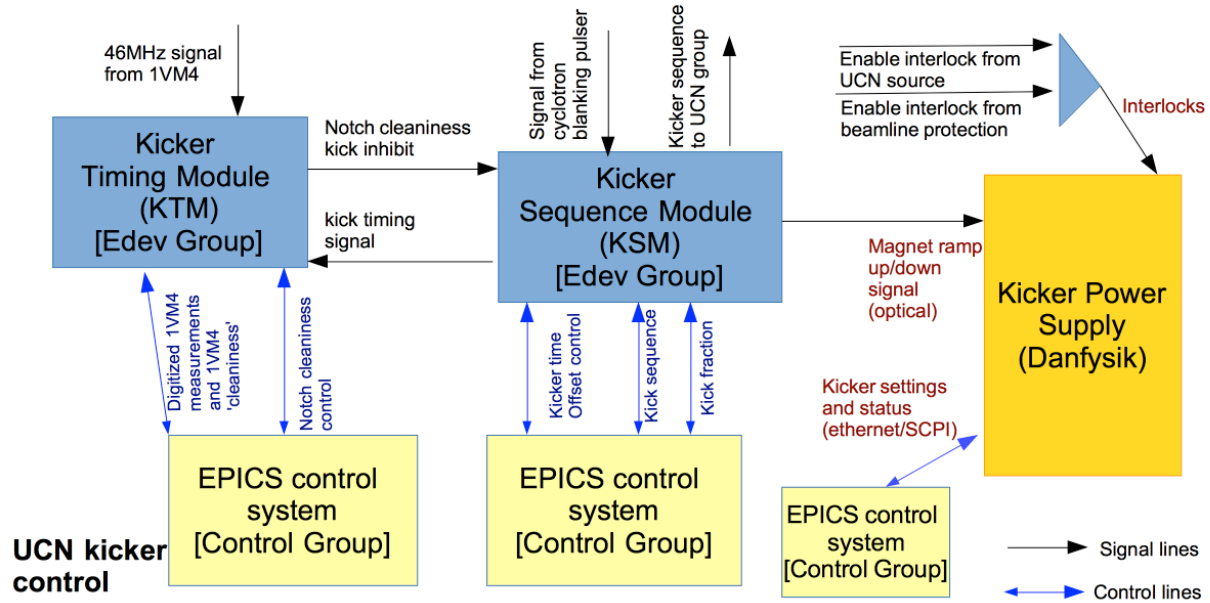 46MHz signal
from 1VM4
Signal from
cyclotron
blanking pulser
Kicker sequence
to UCN group
Enable interlock from
UCN source
Enable interlock from
beamline protection
Interlocks
Kicker
Timing Module
(KTM)
[Edev Group]
Notch cleaniness
kick inhibit
kick timing
signal
Kicker
Sequence Module
(KSM)
[Edev Group]
Magnet ramp
up/down
signal
(optical)
Kicker Power
Supply
(Danfysik)
Digitized 1VM4
measurements
and 1VM4
'cleaniness'
Notch cleaniness
control
Kicker time
Offset control
Kick sequence
Kick fraction
Kicker settings
and status
(ethernet/SCPI)
EPICS control
system
[Control Group]
EPICS control
system
[Control Group]
EPICS control
system
[Control Group]
UCN kicker
control
Signal lines
Control lines